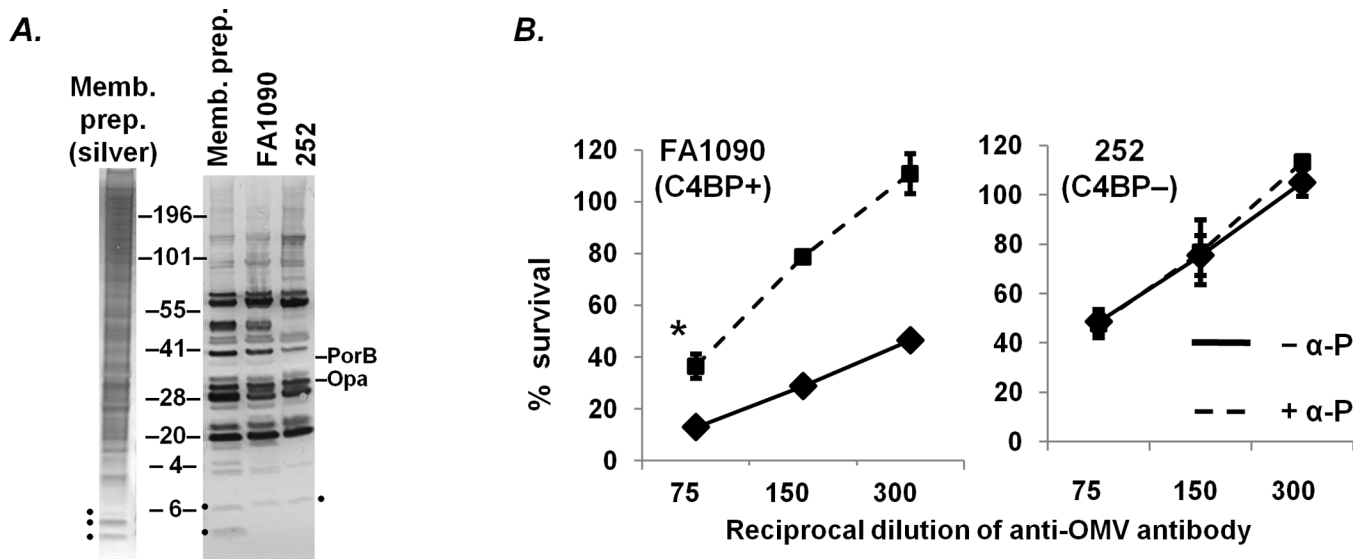 A.
Memb.
prep.
(silver)
Memb. prep.
FA1090
252
–196–
–101–
–55–
–41–
–28–
–20–
– 4–
– 6–
–PorB
–Opa
B.
% survival
120
100
80
60
40
20
0
FA1090
(C4BP+)
*
75 150 300
120
100
80
60
40
20
0
252
(C4BP–)
– α-P
+ α-P
75 150 300
Reciprocal dilution of anti-OMV antibody